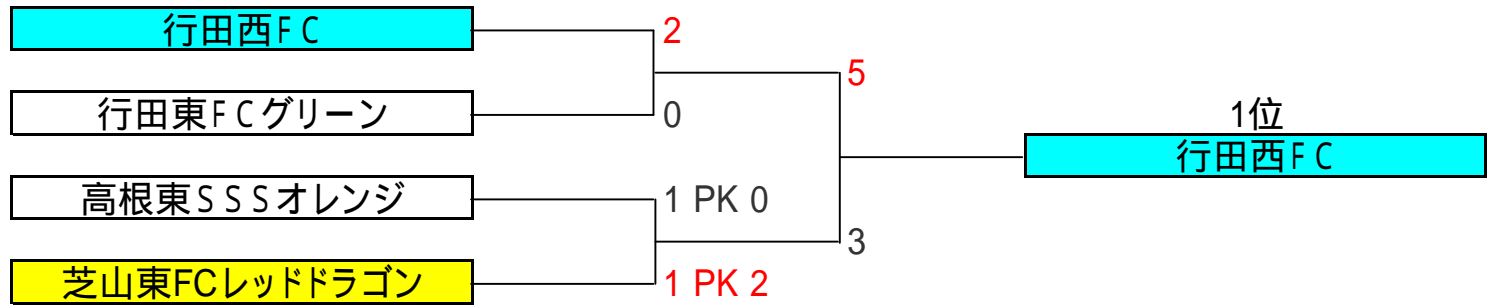 行田西FC
2
5
行田東FCグリーン
0
1位
行田西FC
高根東SSSオレンジ
1 PK 0
3
芝山東FCレッドドラゴン
1 PK 2